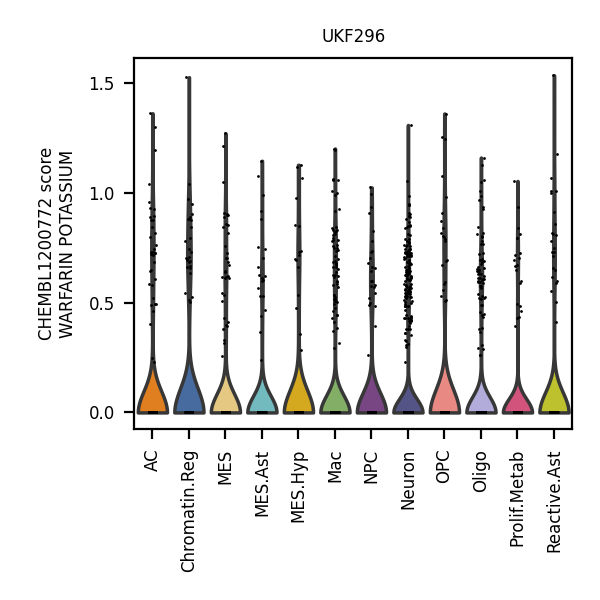 UKF296
CHEMBL1200772 score
WARFARIN POTASSIUM
1.5
1.0
0.5
0.0
AC
Chromatin.Reg
MES
MES.Ast
MES.Hyp
Mac
NPC
Neuron
OPC
Oligo
Prolif.Metab
Reactive.Ast